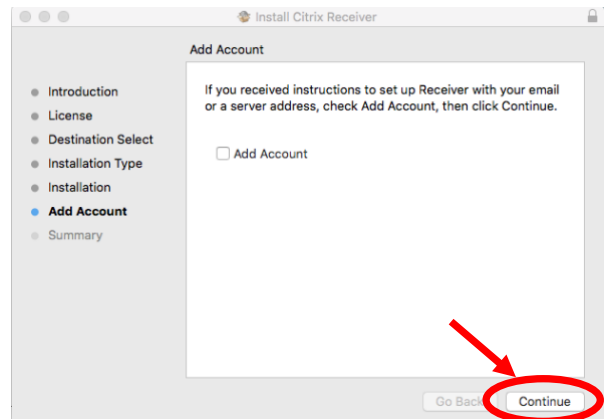 Install Citrix Receiver
Add Account
Introduction
License
Destination Select
Installation Type
Installation
Add Account
Summary
If you received instructions to set up Receiver with your email
or a server address, check Add Account, then click Continue.
Add Account
Go Back
Continue